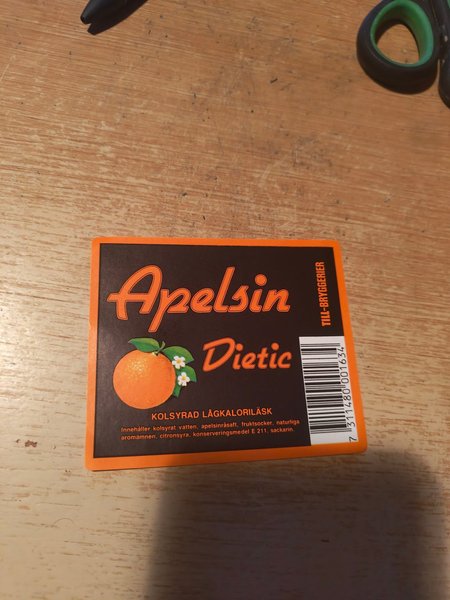 Apelsin
Dietic
KOLSYRAD LÅGKALORILÄSK
Innehåller kolsyrat vatten, apelsinråsaft, fruktsocker, naturliga
aromämnen, citronsyra, konserveringsmedel E 211, sackarin.
TILL-BRYGGERIER
7 311480 001634